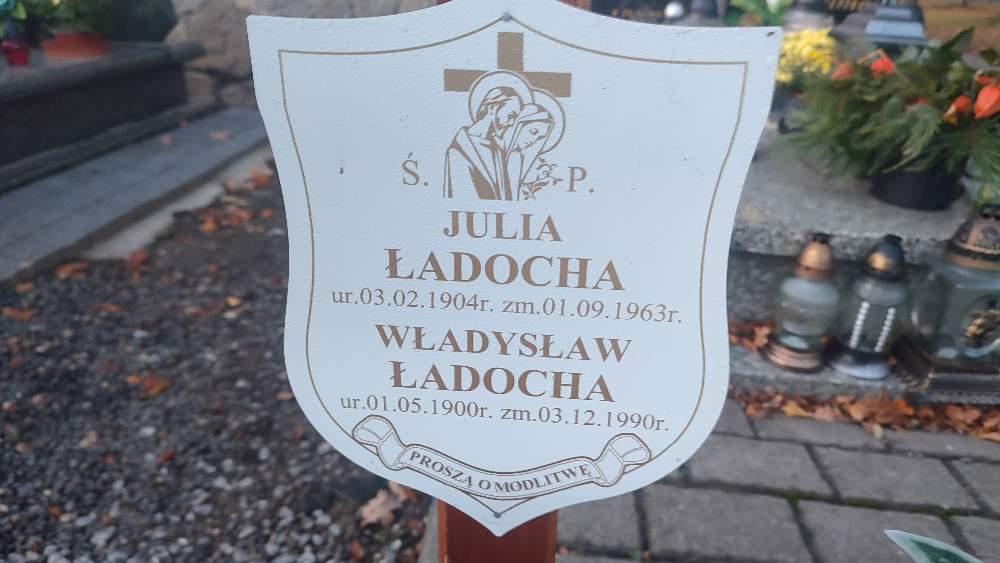 Ś. P.
JULIA
ŁADOCHA
ur.03.02.1904r. zm.01.09.1963r.
WŁADYSŁAW
ŁADOCHA
ur.01.05.1900r. zm.03.12.1990r.
PROSZĄ O MODLITWĘ